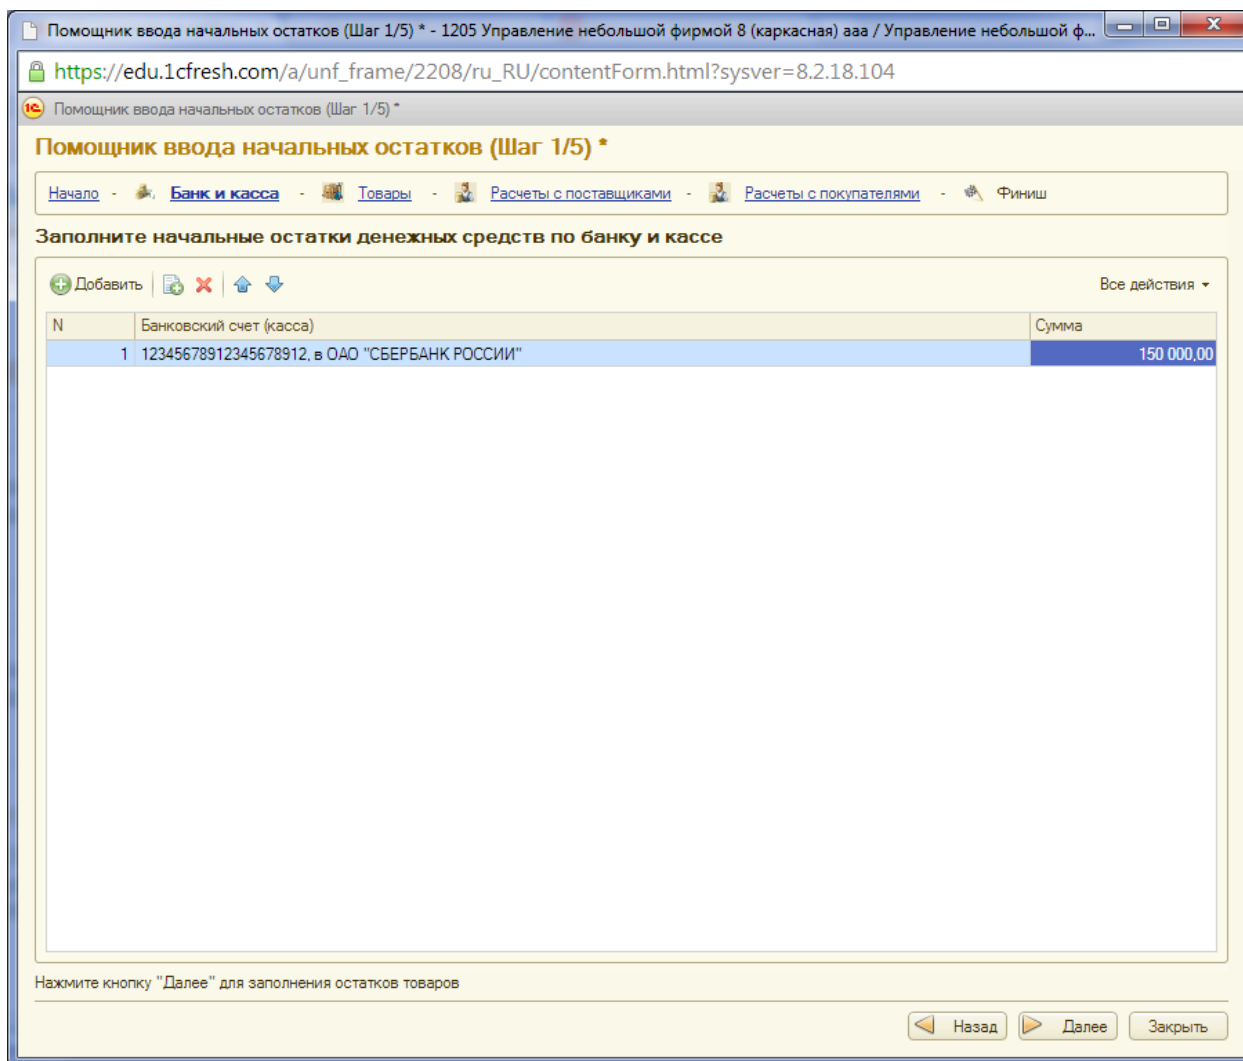 Помощник ввода начальных остатков (Шаг 1/5) * - 1205 Управление небольшой фирмой 8 (каркасная) ааа / Управление небольшой ф...
https://edu.1cfresh.com/a/unf_frame/2208/ru_RU/contentForm.html?sysver=8.2.18.104
1С Помощник ввода начальных остатков (Шаг 1/5) *
Помощник ввода начальных остатков (Шаг 1/5) *
Начало - Банк и касса - Товары - Расчеты с поставщиками - Расчеты с покупателями - Финиш
Заполните начальные остатки денежных средств по банку и кассе
Добавить Все действия
N Банковский счет (касса) Сумма
1 12345678912345678912, в ОАО "СБЕРБАНК РОССИИ" 150 000,00
Нажмите кнопку "Далее" для заполнения остатков товаров
Назад Далее Закрыть